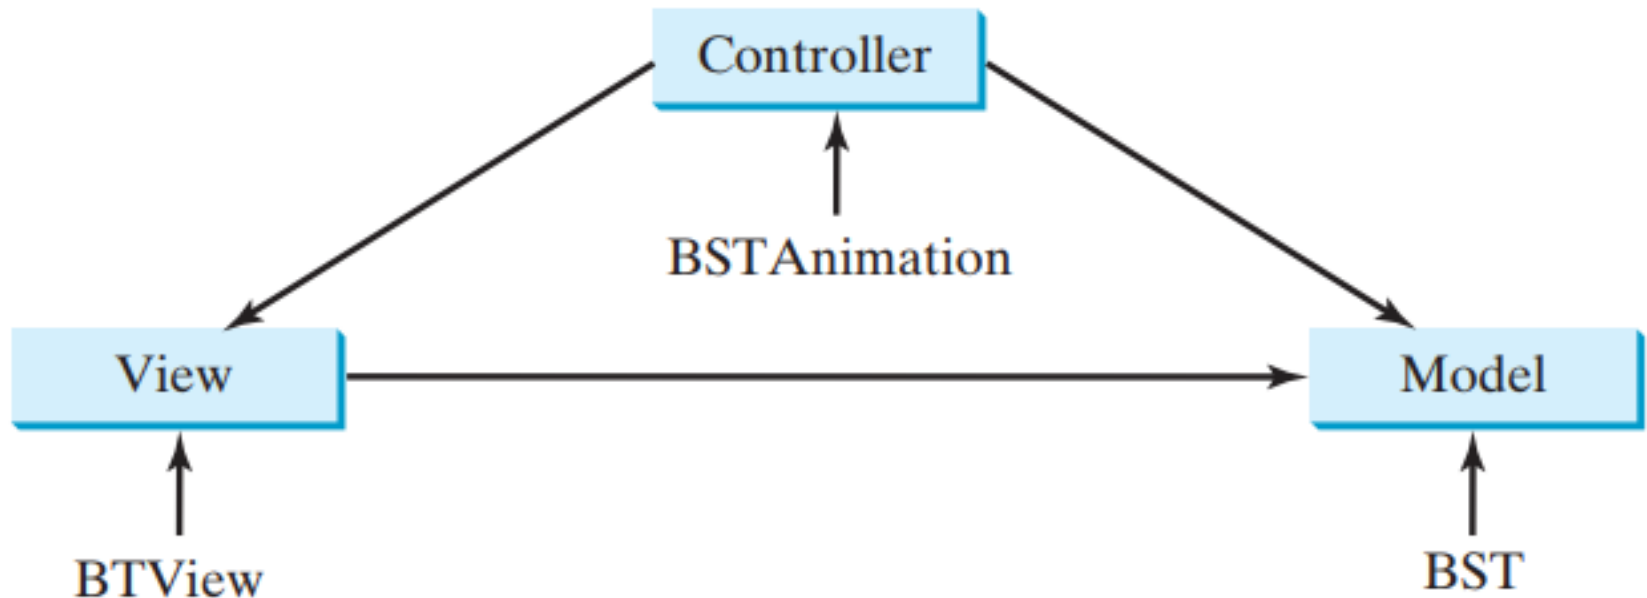 Controller
BSTAnimation
View
Model
BTView
BST